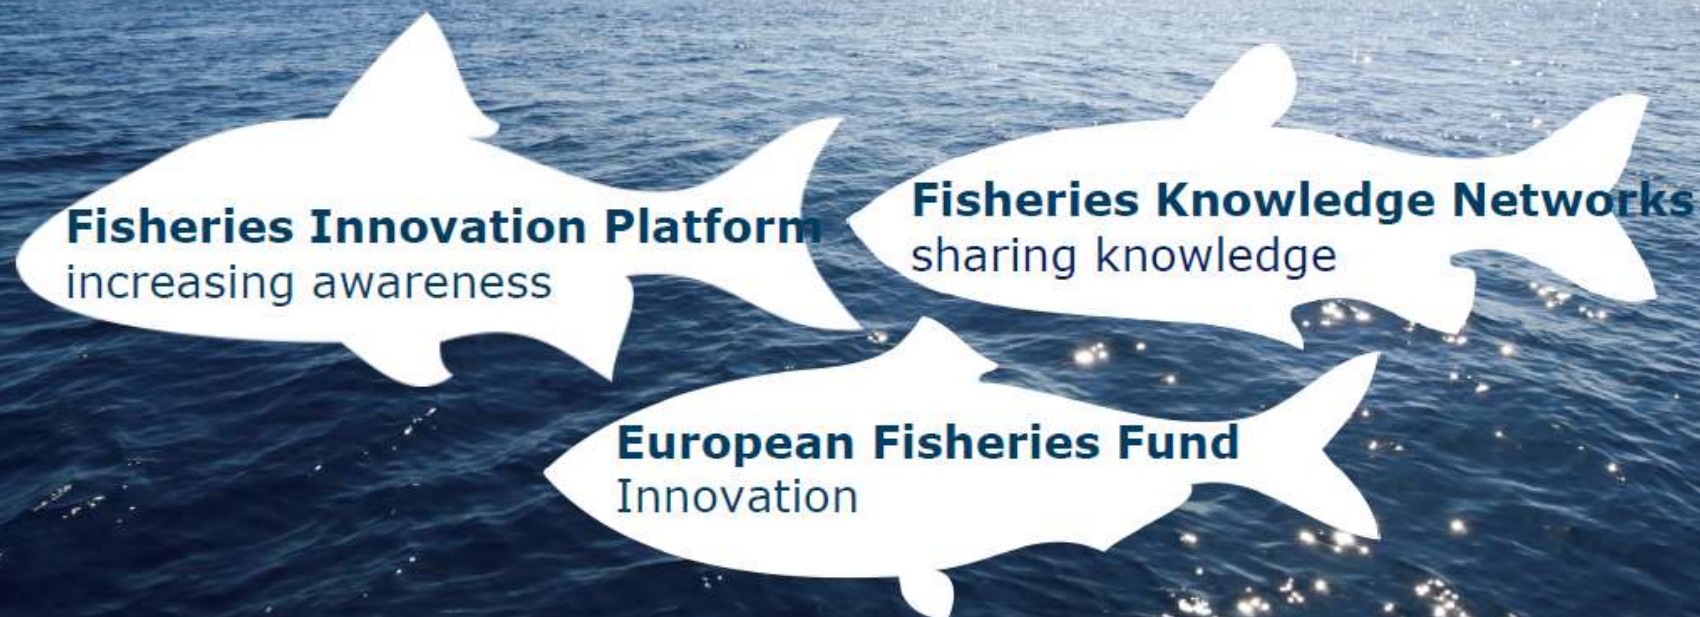 Fisheries Innovation Platform
increasing awareness
Fisheries Knowledge Networks
sharing knowledge
European Fisheries Fund
Innovation